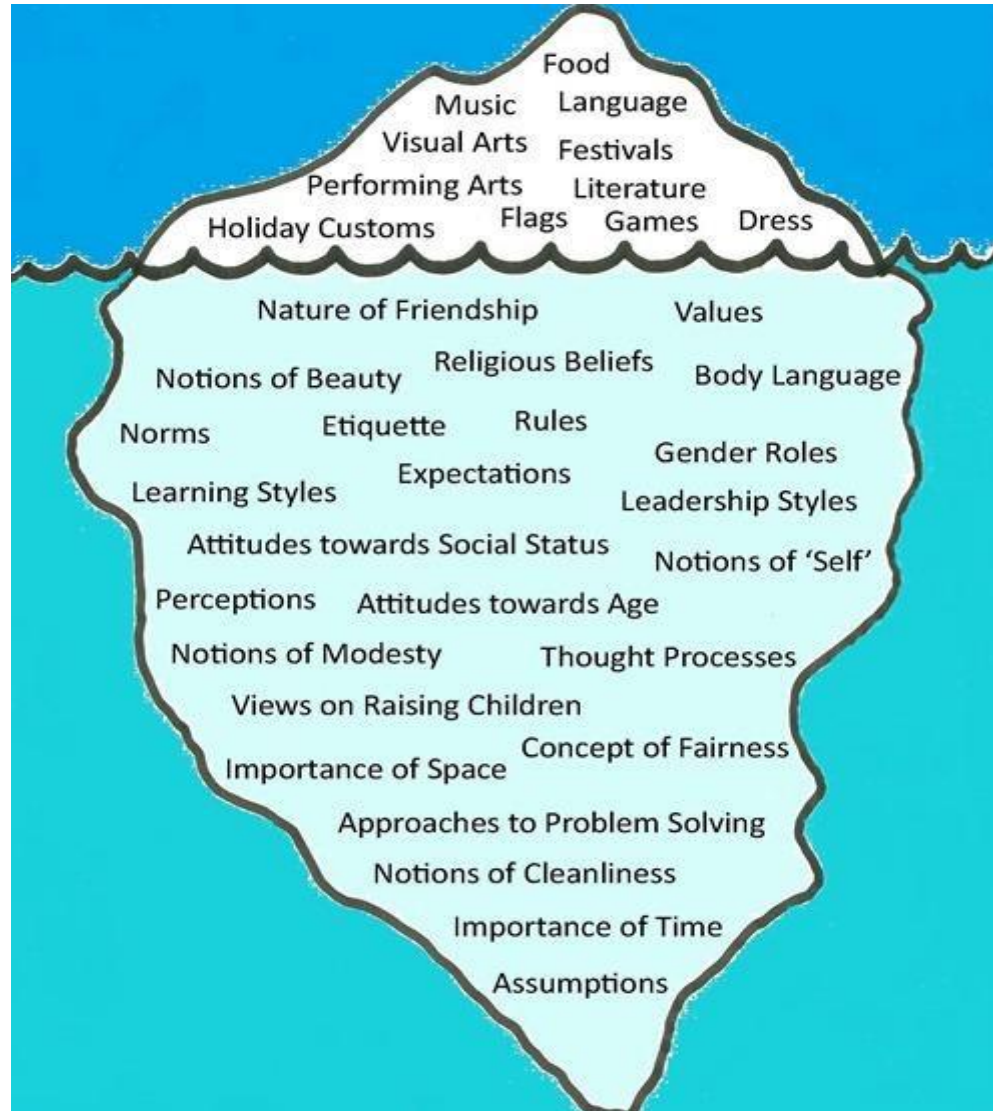 Food
Music Language
Visual Arts Festivals
Performing Arts Literature
Holiday Customs Flags Games Dress
Nature of Friendship Values
Notions of Beauty Religious Beliefs Body Language
Norms Etiquette Rules
Gender Roles
Learning Styles Expectations Leadership Styles
Attitudes towards Social Status Notions of ‘Self’
Perceptions Attitudes towards Age
Notions of Modesty Thought Processes
Views on Raising Children
Importance of Space Concept of Fairness
Approaches to Problem Solving
Notions of Cleanliness
Importance of Time
Assumptions